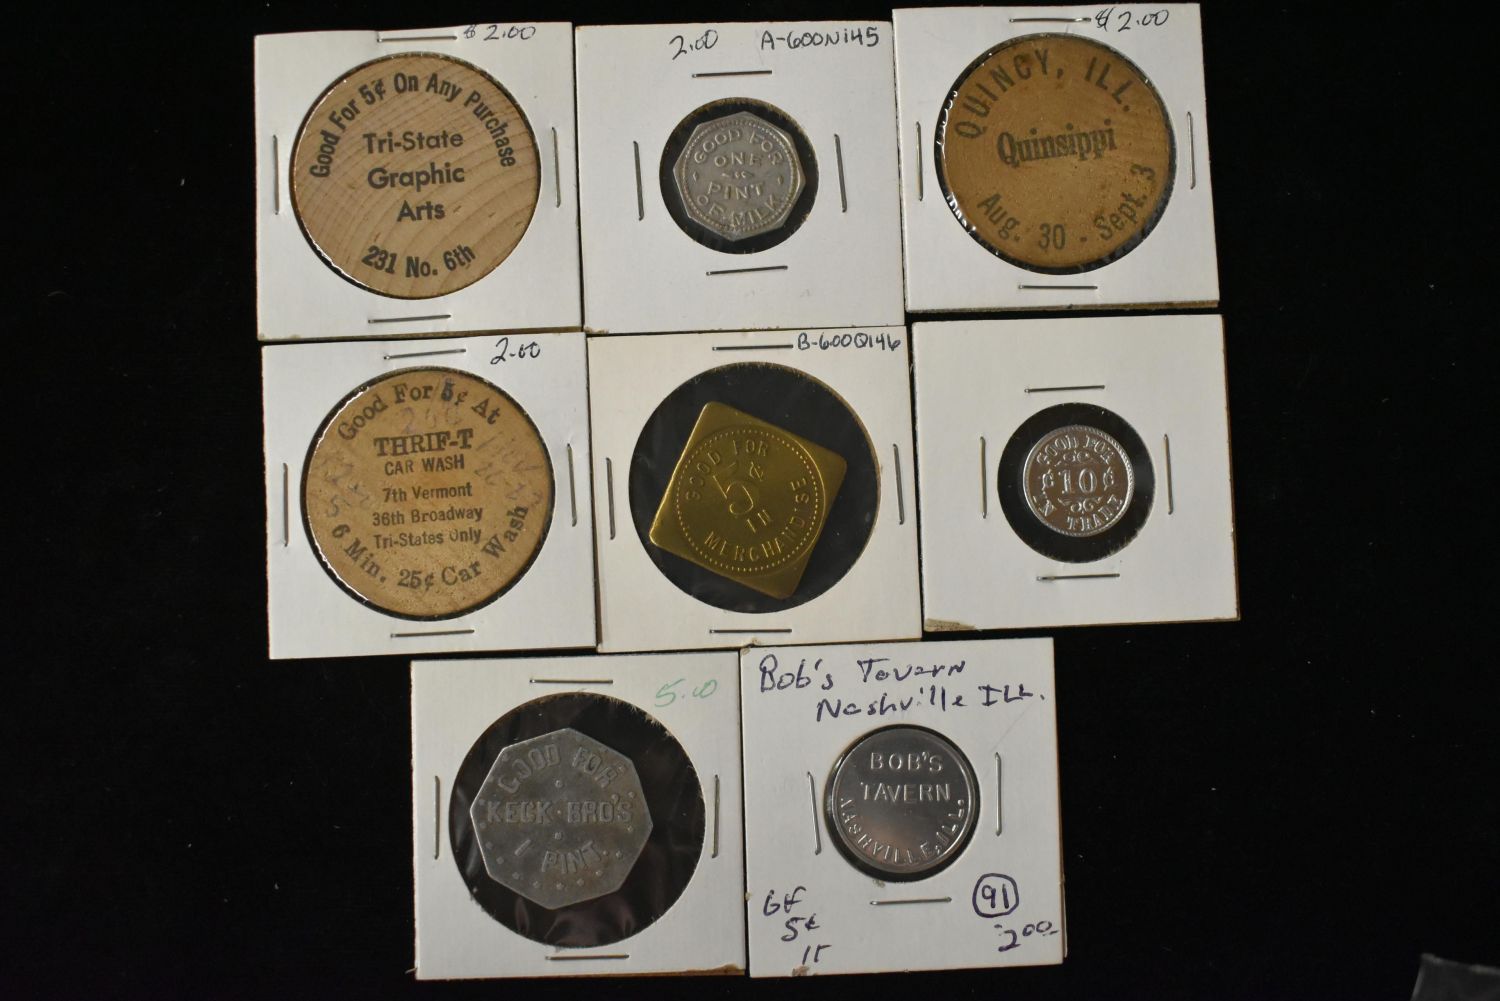 $ 2.00
Good For 5¢ On Any Purchase
Tri-State
Graphic
Arts
231 No. 6th
2.00 A-600Ni45
GOOD FOR
ONE
PINT
OF MILK
$ 2.00
QUINCY, ILL.
Quinsippi
Aug. 30 - Sept. 3
2.00
Good For 5¢ At
THRIF-T
CAR WASH
7th Vermont
36th Broadway
Tri-States Only
6 Min. 25¢ Car Wash
B-600Q146
GOOD FOR
5¢
IN
MERCHANDISE
GOOD FOR
10
IN TRADE
5.00
GOOD FOR
KECK·BRO'S
1 PINT.
Bob's Tavern
Nashville ILL.
BOB'S
TAVERN
NASHVILLE, ILL.
GF
5¢
IT
91
2.00